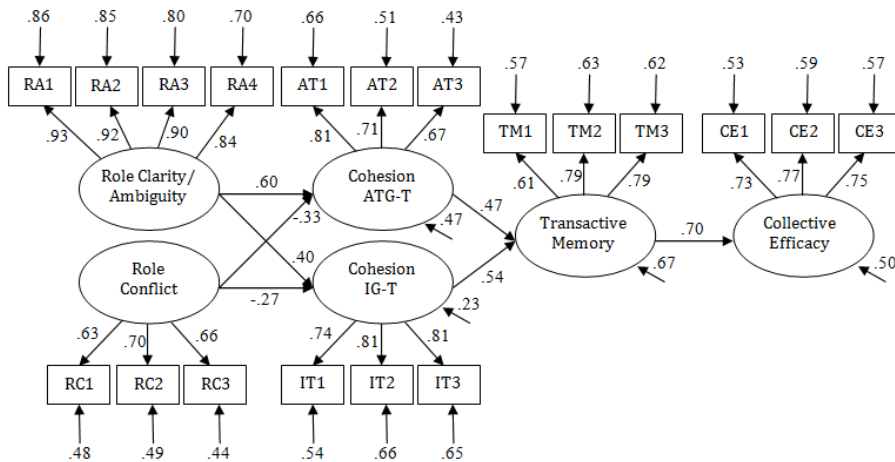 .86 .85 .80 .70 .66 .51 .43
RA1 RA2 RA3 RA4 AT1 AT2 AT3
.57 .63 .62 .53 .59 .57
TM1 TM2 TM3 CE1 CE2 CE3
.93 .92 .90 .84 .81 .71 .67
.61 .79 .79 .73 .77 .75
Role Clarity/
Ambiguity
.60
Cohesion
ATG-T
.47
.47
-.33
.40
Transactive
Memory
.67
.70
Collective
Efficacy
.50
Role
Conflict
-.27
Cohesion
IG-T
.23
.54
.63 .70 .66 .74 .81 .81
RC1 RC2 RC3 IT1 IT2 IT3
.48 .49 .44 .54 .66 .65